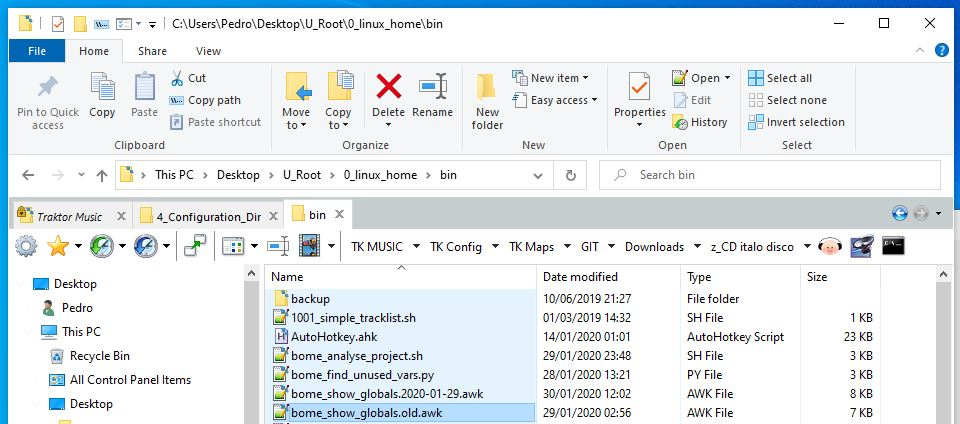 C:\Users\Pedro\Desktop\U_Root\0_linux_home\bin
File Home Share View
Pin to Quick access
Copy
Paste
Cut
Copy path
Paste shortcut
Clipboard
Move to
Copy to
Delete
Rename
Organize
New folder
New item
Easy access
New
Properties
Open
Edit
History
Open
Select all
Select none
Invert selection
Select
This PC > Desktop > U_Root > 0_linux_home > bin
Search bin
Traktor Music
4_Configuration_Dir
bin
TK MUSIC
TK Config
TK Maps
GIT
Downloads
z_CD italo disco
Desktop
Pedro
This PC
Recycle Bin
All Control Panel Items
Desktop
Name Date modified Type Size
backup 10/06/2019 21:27 File folder
1001_simple_tracklist.sh 01/03/2019 14:32 SH File 1 KB
AutoHotkey.ahk 14/01/2020 01:01 AutoHotkey Script 23 KB
bome_analyse_project.sh 29/01/2020 23:48 SH File 3 KB
bome_find_unused_vars.py 28/01/2020 13:21 PY File 3 KB
bome_show_globals.2020-01-29.awk 30/01/2020 12:02 AWK File 8 KB
bome_show_globals.old.awk 29/01/2020 02:56 AWK File 7 KB